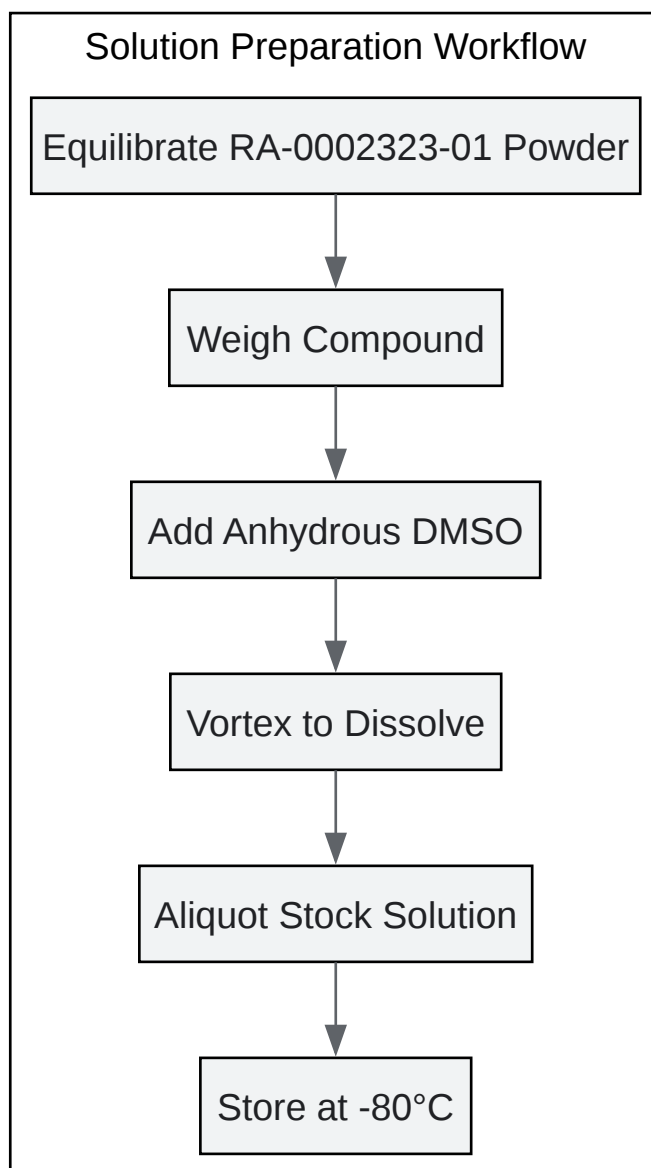 Solution Preparation Workflow
Equilibrate RA-0002323-01 Powder
Weigh Compound
Add Anhydrous DMSO
Vortex to Dissolve
Aliquot Stock Solution
Store at -80°C